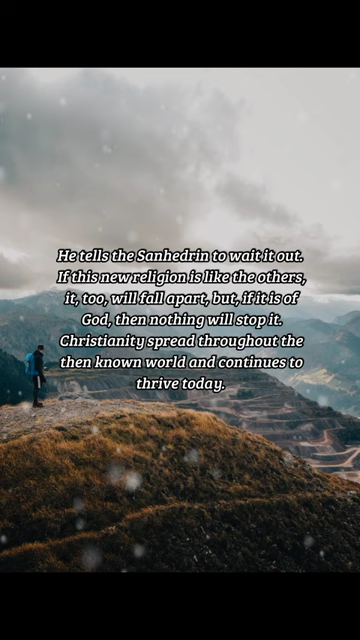 He tells the Sanhedrin to wait it out.
If this new religion is like the others,
it, too, will fall apart, but, if it is of
God, then nothing will stop it.
Christianity spread throughout the
then known world and continues to
thrive today.